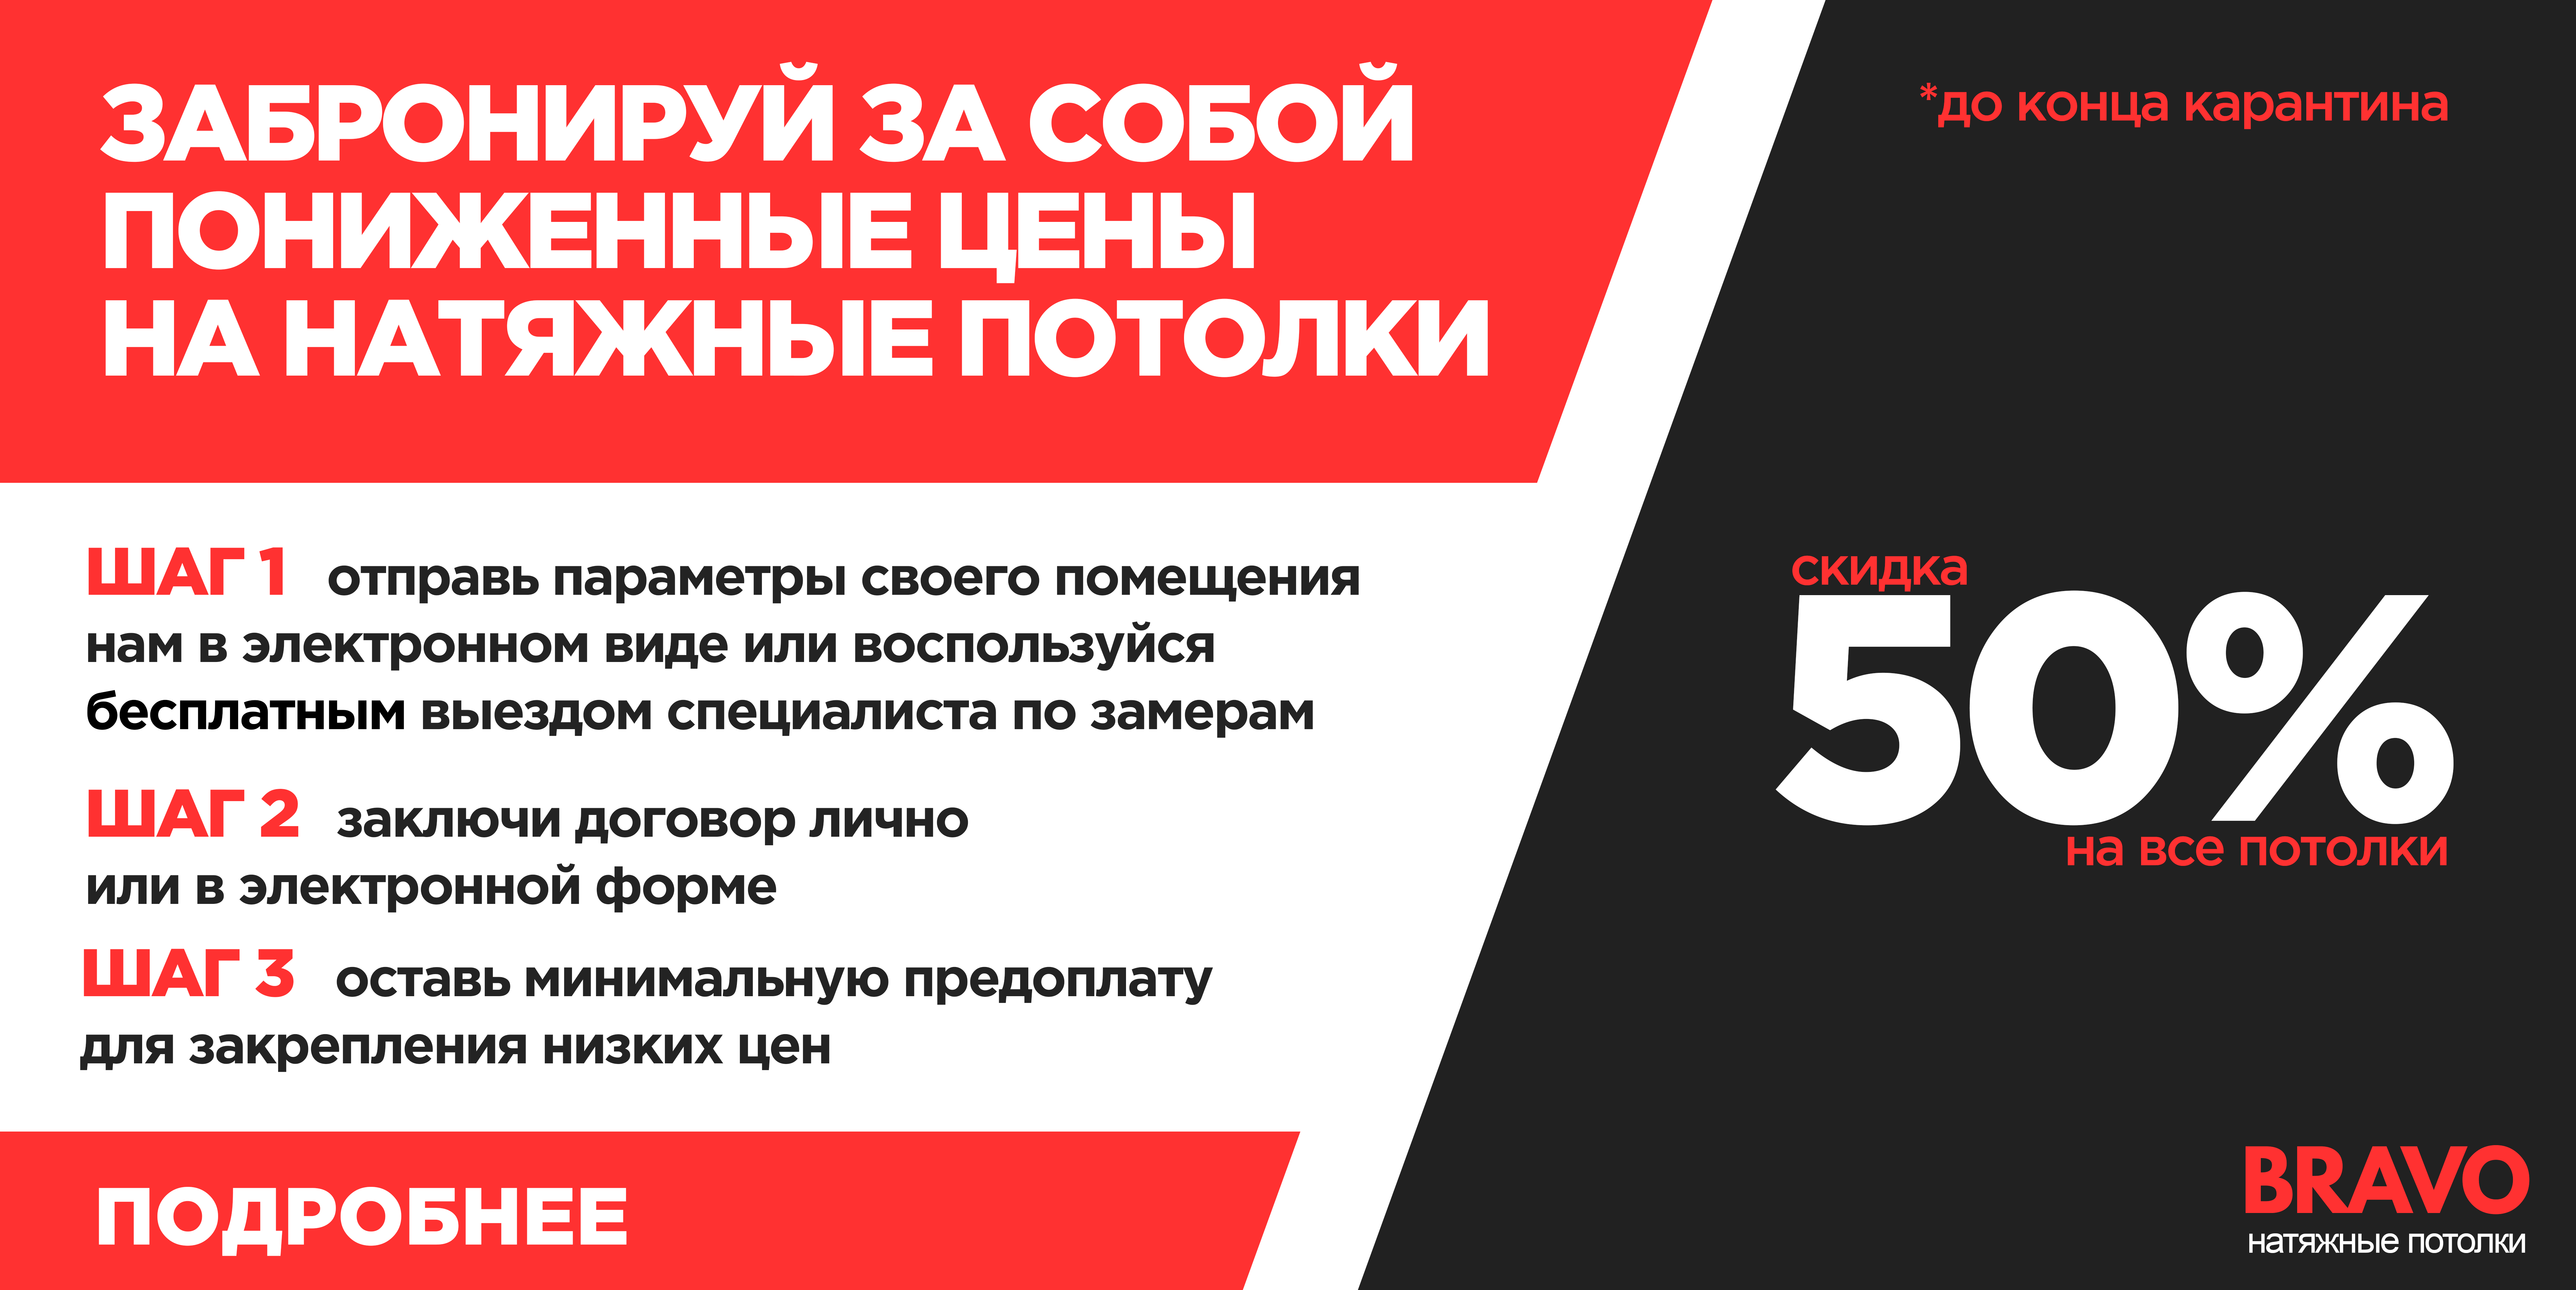 ЗАБРОНИРУЙ ЗА СОБОЙ
ПОНИЖЕННЫЕ ЦЕНЫ
НА НАТЯЖНЫЕ ПОТОЛКИ
ШАГ 1 отправь параметры своего помещения
нам в электронном виде или воспользуйся
бесплатным выездом специалиста по замерам
ШАГ 2 заключи договор лично
или в электронной форме
ШАГ 3 оставь минимальную предоплату
для закрепления низких цен
ПОДРОБНЕЕ
*до конца карантина
скидка
50%
на все потолки
BRAVO
натяжные потолки